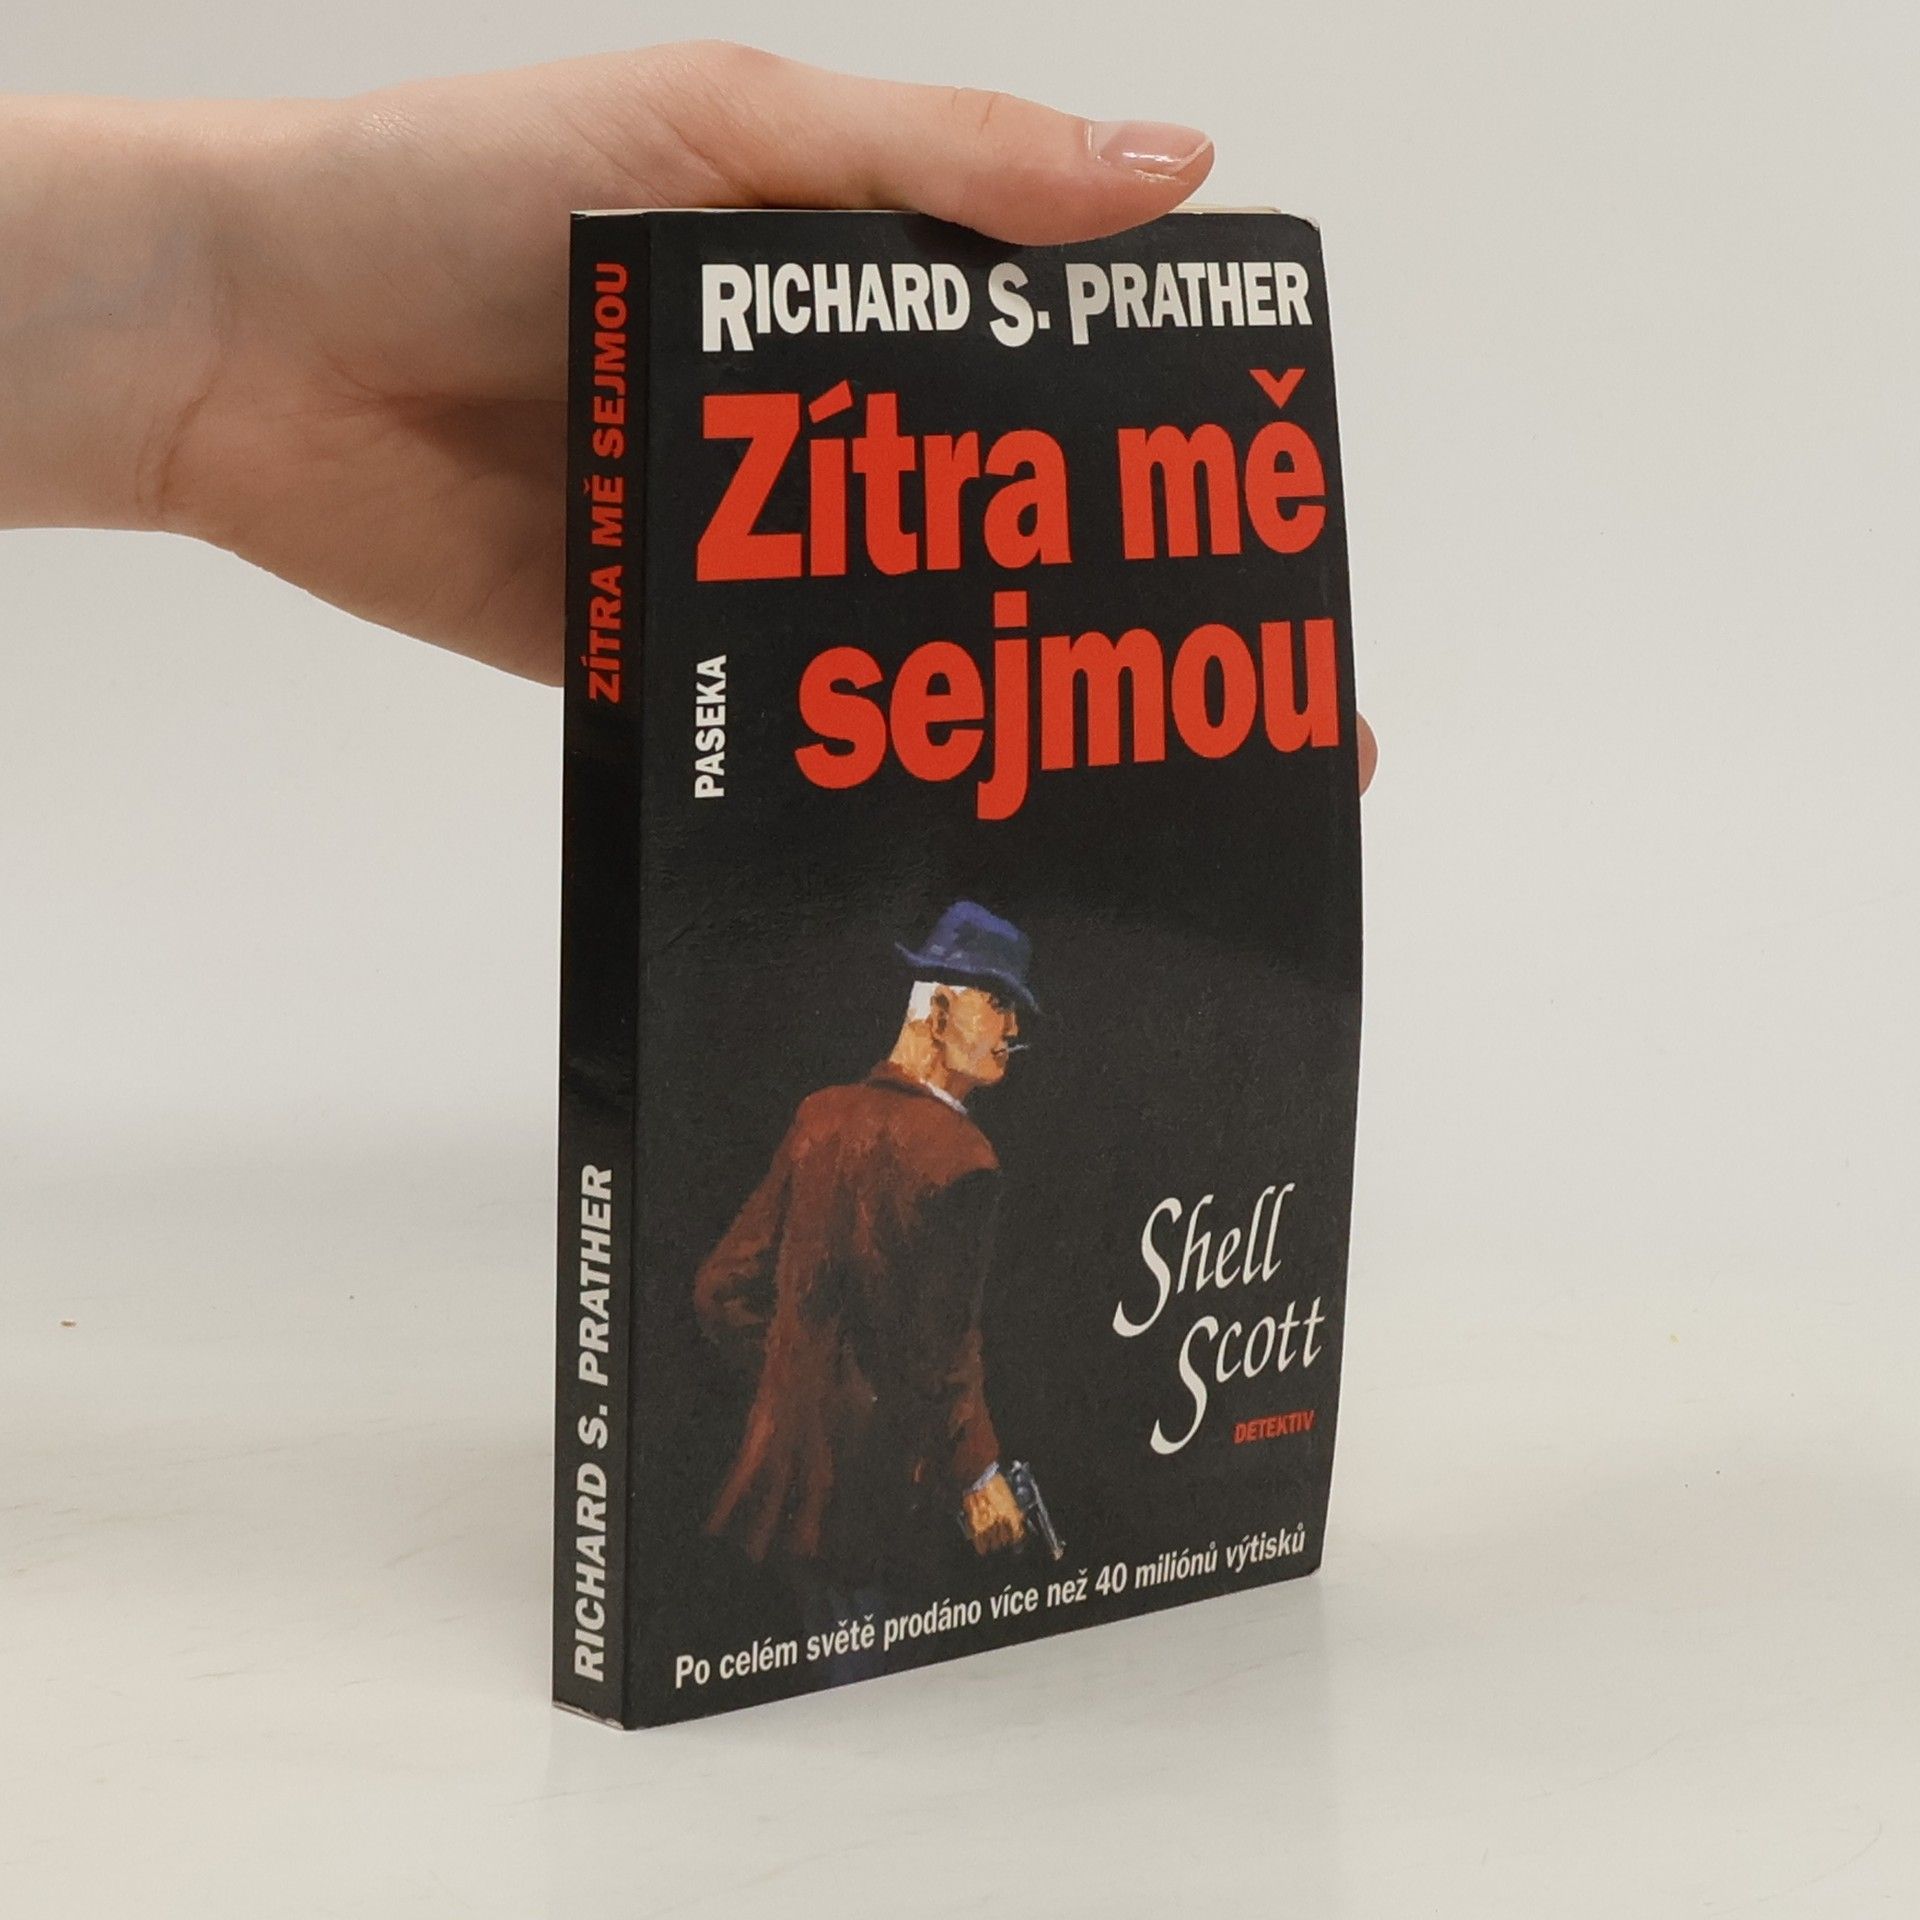 ZÍTRA MĚ SEJMOU
RICHARD S. PRATHER
RICHARD S. PRATHER
Zítra mě
sejmou
PASEKA
Shell
Scott
DETEKTIV
Po celém světě prodáno více než 40 miliónů výtisků